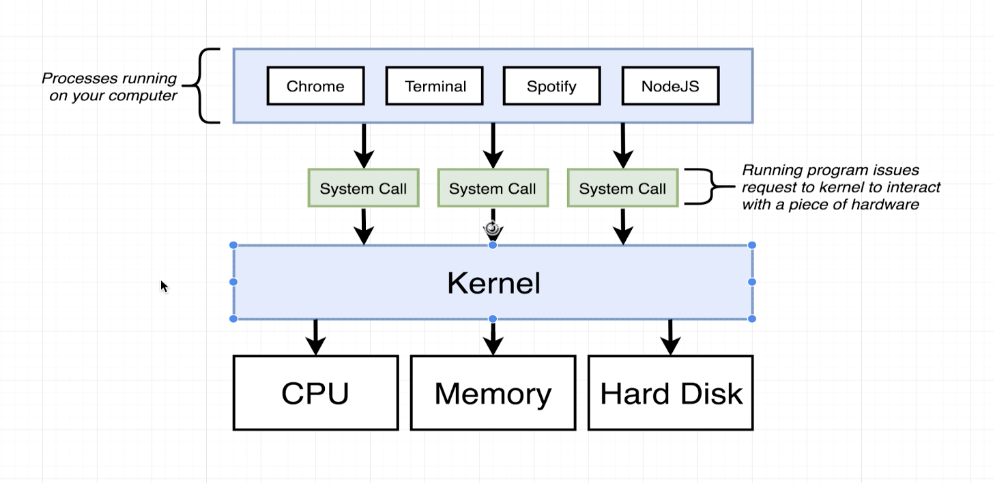 Processes running
on your computer
Chrome
Terminal
Spotify
NodeJS
System Call
System Call
System Call
Running program issues
request to kernel to interact
with a piece of hardware
Kernel
CPU
Memory
Hard Disk